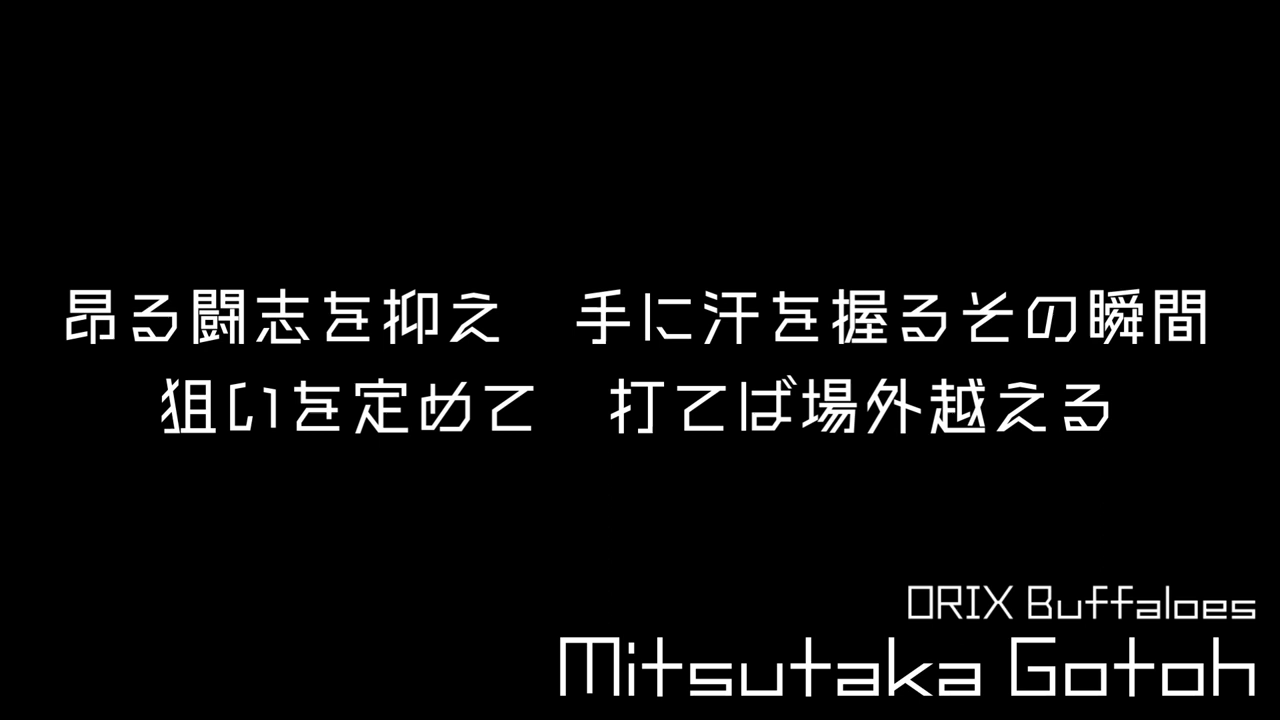 昂る闘志を抑え　手に汗を握るその瞬間
狙いを定めて　打てば場外越える
ORIX Buffaloes
Mitsutaka Gotoh